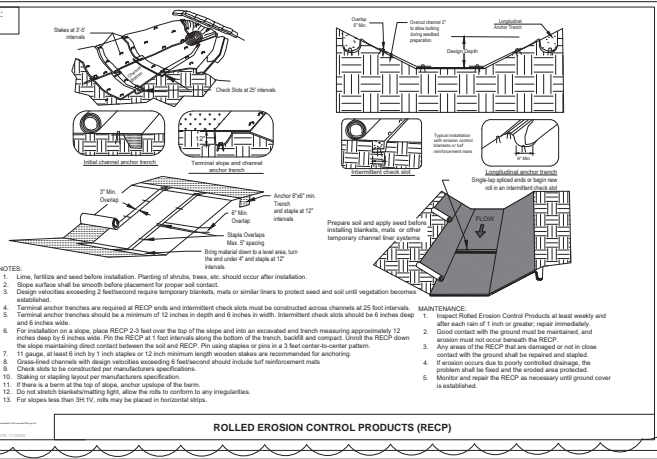 Stakes at 3'-5'
intervals
Channel
Bottom
Check Slots at 25' intervals
Overlap
6" Min.
Overcut channel 2"
to allow bulking
during seedbed
preparation
Longitudinal
Anchor Trench
Design Depth
12"
Initial channel anchor trench
Terminal slope and channel
anchor trench
Typical installation
with erosion control
blankets or turf
reinforcement mats
Intermittent check slot
6" Min.
Longitudinal anchor trench
Single-lap spliced ends or begin new
roll in an intermittent check slot
3" Min.
Overlap
6" Min.
Overlap
Anchor 6"x6" min.
Trench
and staple at 12"
intervals
Staple Overlaps
Max. 5" spacing
Bring material down to a level area, turn
the end under 4" and staple at 12"
intervals.
Prepare soil and apply seed before
installing blankets, mats or other
temporary channel liner systems
FLOW
NOTES:
1. Lime, fertilize and seed before installation. Planting of shrubs, trees, etc. should occur after installation.
2. Slope surface shall be smooth before placement for proper soil contact.
3. Design velocities exceeding 2 feet/second require temporary blankets, mats or similar liners to protect seed and soil until vegetation becomes
established.
4. Terminal anchor trenches are required at RECP ends and intermittent check slots must be constructed across channels at 25 foot intervals.
5. Terminal anchor trenches should be a minimum of 12 inches in depth and 6 inches in width. Intermittent check slots should be 6 inches deep
and 6 inches wide.
6. For installation on a slope, place RECP 2-3 feet over the top of the slope and into an excavated end trench measuring approximately 12
inches deep by 6 inches wide. Pin the RECP at 1 foot intervals along the bottom of the trench, backfill and compact. Unroll the RECP down
the slope maintaining direct contact between the soil and RECP. Pin using staples or pins in a 3 feet center-to-center pattern.
7. 11 gauge, at least 6 inch by 1 inch staples or 12 inch minimum length wooden stakes are recommended for anchoring.
8. Grass-lined channels with design velocities exceeding 6 feet/second should include turf reinforcement mats
9. Check slots to be constructed per manufacturers specifications.
10. Staking or stapling layout per manufacturers specification.
11. If there is a berm at the top of slope, anchor upslope of the berm.
12. Do not stretch blankets/matting tight, allow the rolls to conform to any irregularities.
13. For slopes less than 3H:1V, rolls may be placed in horizontal strips.
MAINTENANCE:
1. Inspect Rolled Erosion Control Products at least weekly and
after each rain of 1 inch or greater; repair immediately.
2. Good contact with the ground must be maintained, and
erosion must not occur beneath the RECP.
3. Any areas of the RECP that are damaged or not in close
contact with the ground shall be repaired and stapled.
4. If erosion occurs due to poorly controlled drainage, the
problem shall be fixed and the eroded area protected.
5. Monitor and repair the RECP as necessary until ground cover
is established.
ROLLED EROSION CONTROL PRODUCTS (RECP)